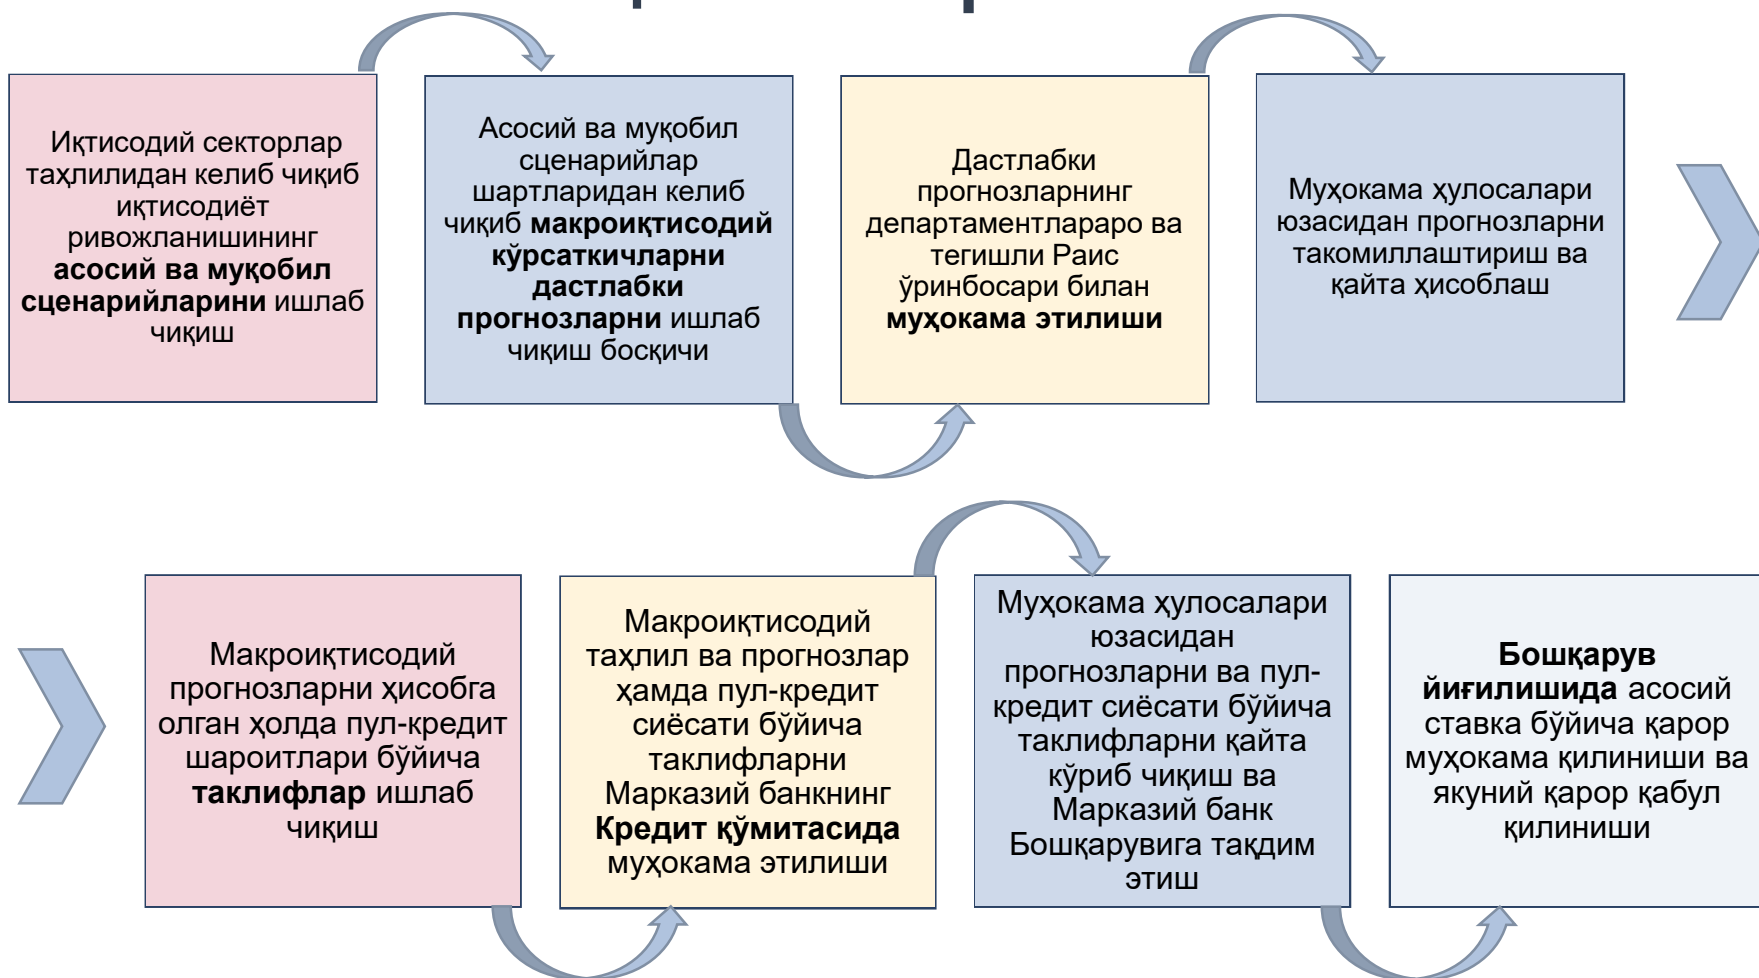 Иқтисодий секторлар
таҳлилидан келиб чиқиб
иқтисодиёт
ривожланишининг
асосий ва муқобил
сценарийларини ишлаб
чиқиш
Асосий ва муқобил
сценарийлар
шартларидан келиб
чиқиб макроиқтисодий
кўрсаткичларни
дастлабки
прогнозларни ишлаб
чиқиш босқичи
Дастлабки
прогнозларнинг
департаментлараро ва
тегишли Раис
ўринбосари билан
муҳокама этилиши
Муҳокама ҳулосалари
юзасидан прогнозларни
такомиллаштириш ва
қайта ҳисоблаш
Макроиқтисодий
прогнозларни ҳисобга
олган ҳолда пул-кредит
шароитлари бўйича
таклифлар ишлаб
чиқиш
Макроиқтисодий
таҳлил ва прогнозлар
ҳамда пул-кредит
сиёсати бўйича
таклифларни
Марказий банкнинг
Кредит қўмитасида
муҳокама этилиши
Муҳокама ҳулосалари
юзасидан
прогнозларни ва пул-
кредит сиёсати бўйича
таклифларни қайта
кўриб чиқиш ва
Марказий банк
Бошқарувига тақдим
этиш
Бошқарув
йиғилишида асосий
ставка бўйича қарор
муҳокама қилиниши ва
якуний қарор қабул
қилиниши